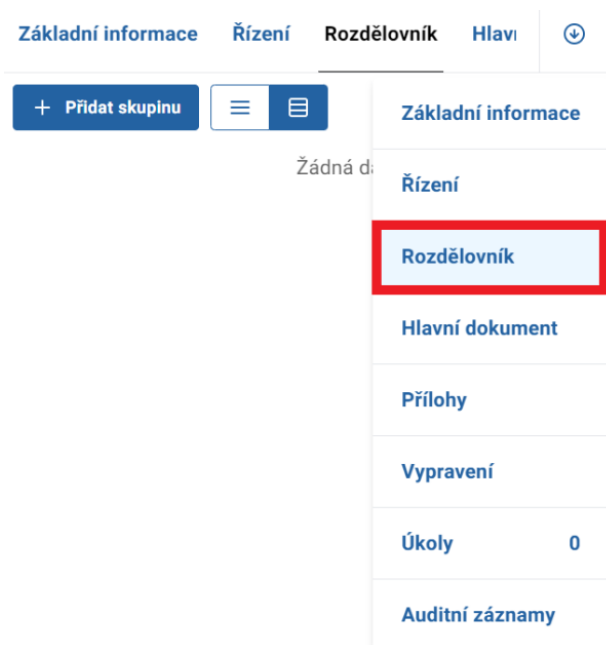 Základní informace Řízení Rozdělovník Hlavi
+ Přidat skupinu
Žádná d
Základní informace
Řízení
Rozdělovník
Hlavní dokument
Přílohy
Vypravení
Úkoly 0
Auditní záznamy